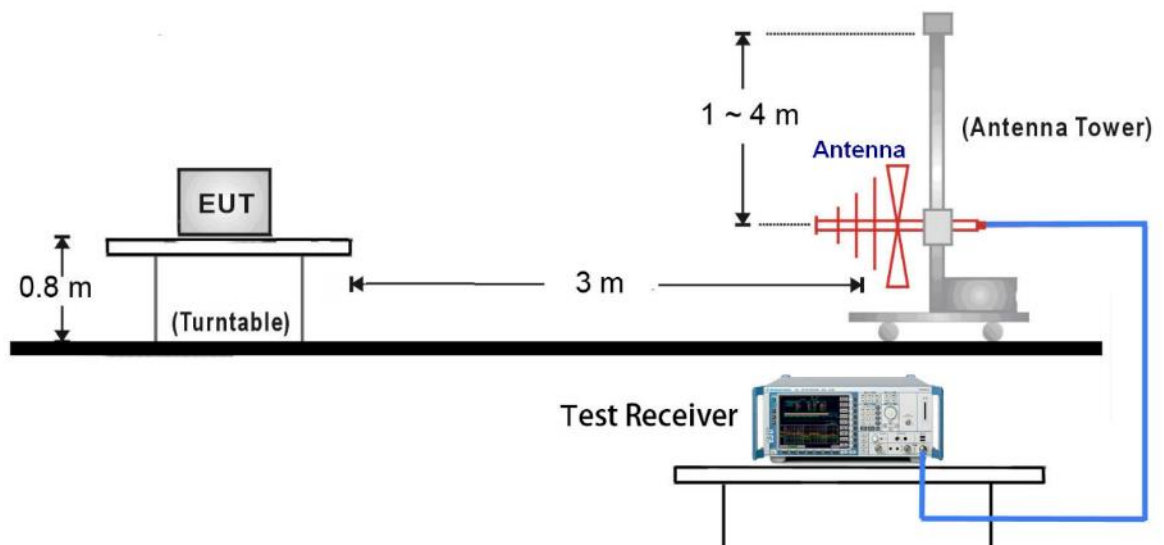 1 ~ 4 m
(Antenna Tower)
Antenna
EUT
0.8 m
3 m
(Turntable)
Test Receiver